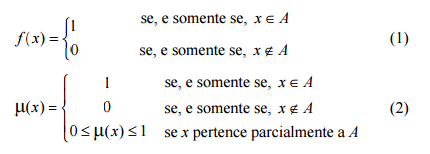 f(x) = { 1 se, e somente se, x ∈ A
0 se, e somente se, x ∉ A (1)
μ(x) = { 1 se, e somente se, x ∈ A
0 se, e somente se, x ∉ A (2)
0 ≤ μ(x) ≤ 1 se x pertence parcialmente a A